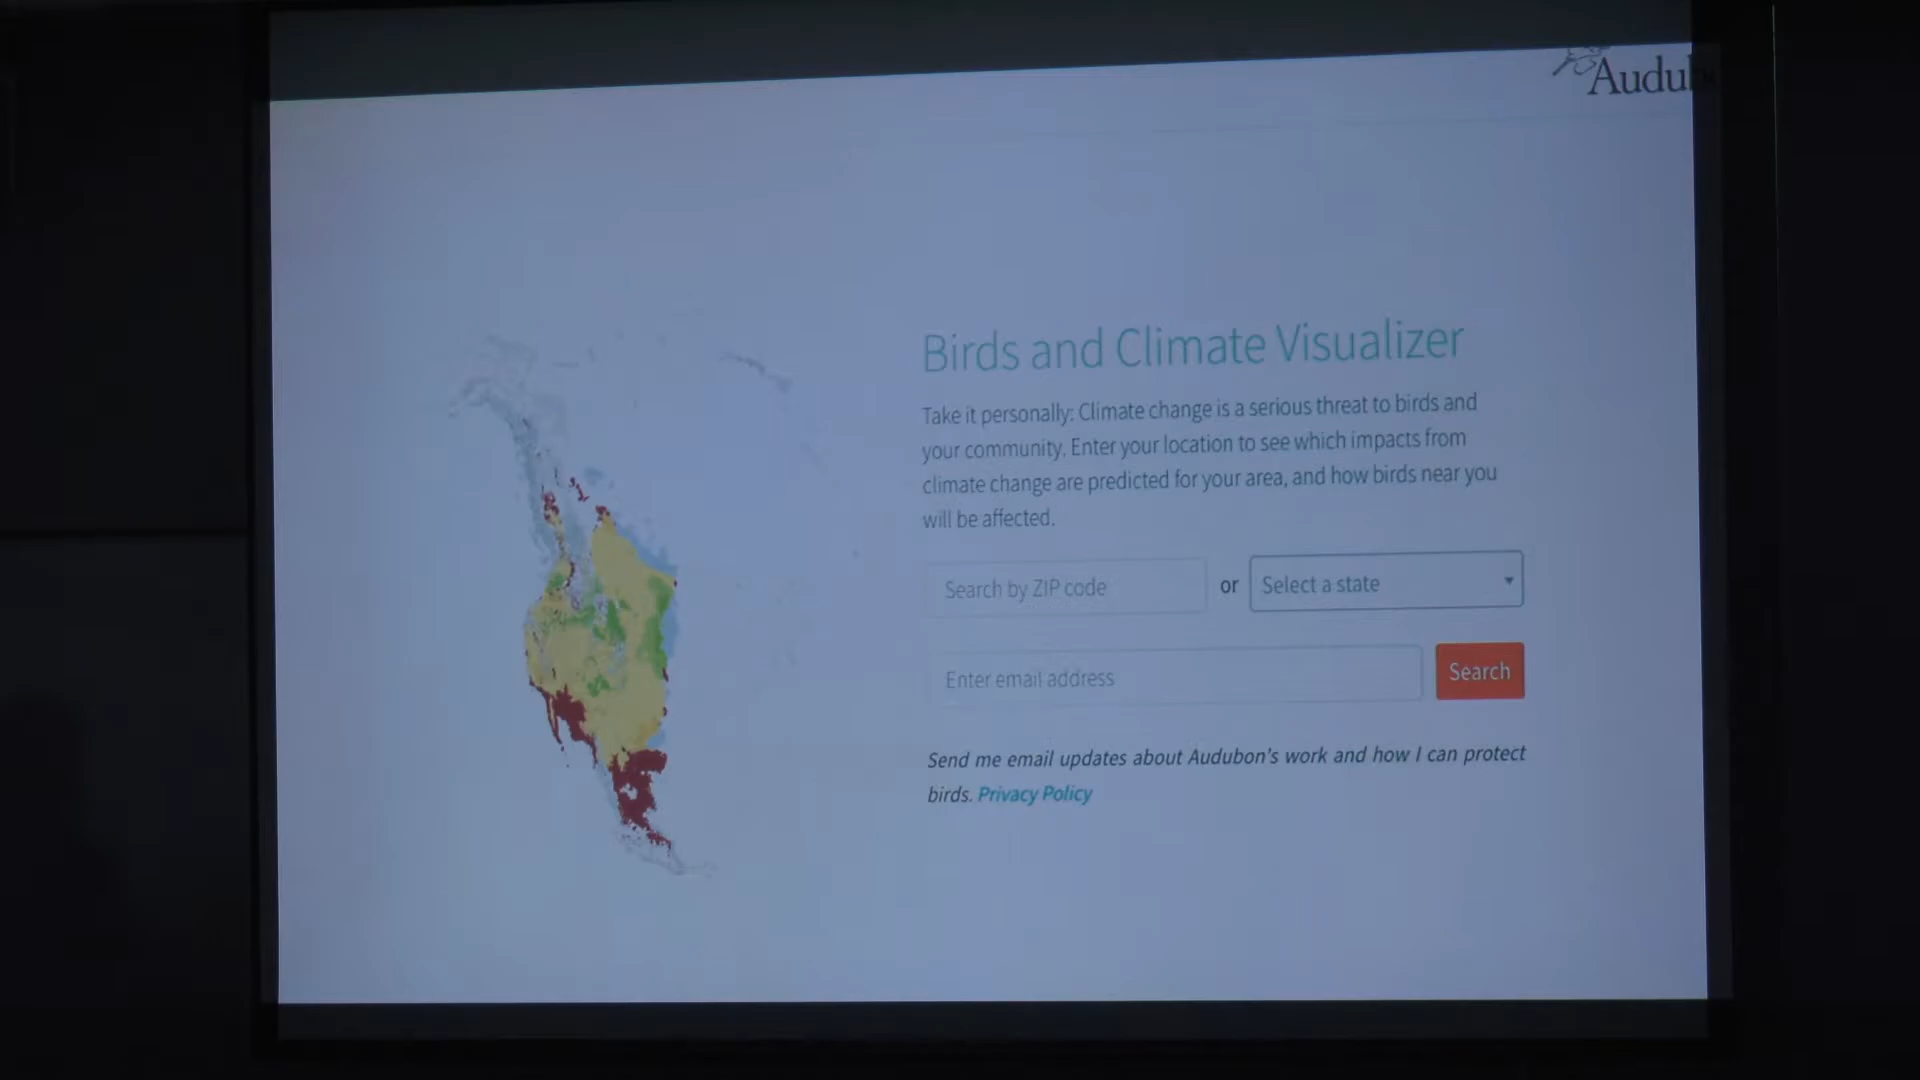 Birds and Climate Visualizer
Take it personally: Climate change is a serious threat to birds and
your community. Enter your location to see which impacts from
climate change are predicted for your area, and how birds near you
will be affected.
Search by ZIP code or Select a state
Enter email address Search
Send me email updates about Audubon's work and how I can protect
birds. Privacy Policy